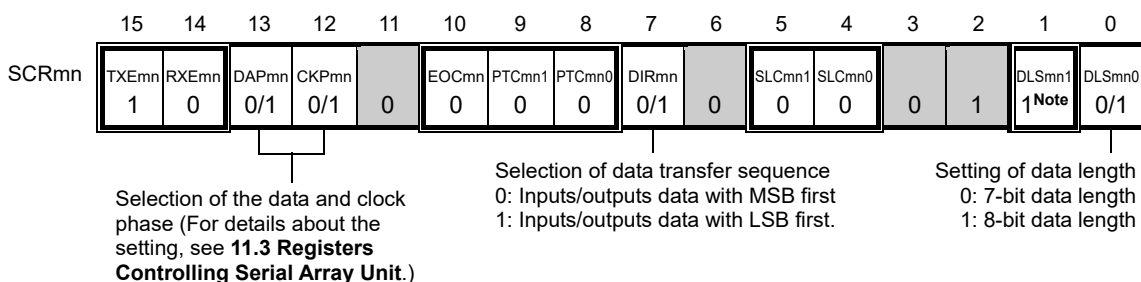 15 14 13 12 11 10 9 8 7 6 5 4 3 2 1 0
SCRmn
TXEmn RXEmn DAPmn CKPmn EOCmn PTCmn1 PTCmn0 DIRmn SLCmn1 SLCmn0 DLSmn1 DLSmn0
1 0 0/1 0/1 0 0 0 0 0/1 0 0 0 0 1 1Note 0/1
Selection of the data and clock
phase (For details about the
setting, see 11.3 Registers
Controlling Serial Array Unit.)
Selection of data transfer sequence
0: Inputs/outputs data with MSB first
1: Inputs/outputs data with LSB first.
Setting of data length
0: 7-bit data length
1: 8-bit data length